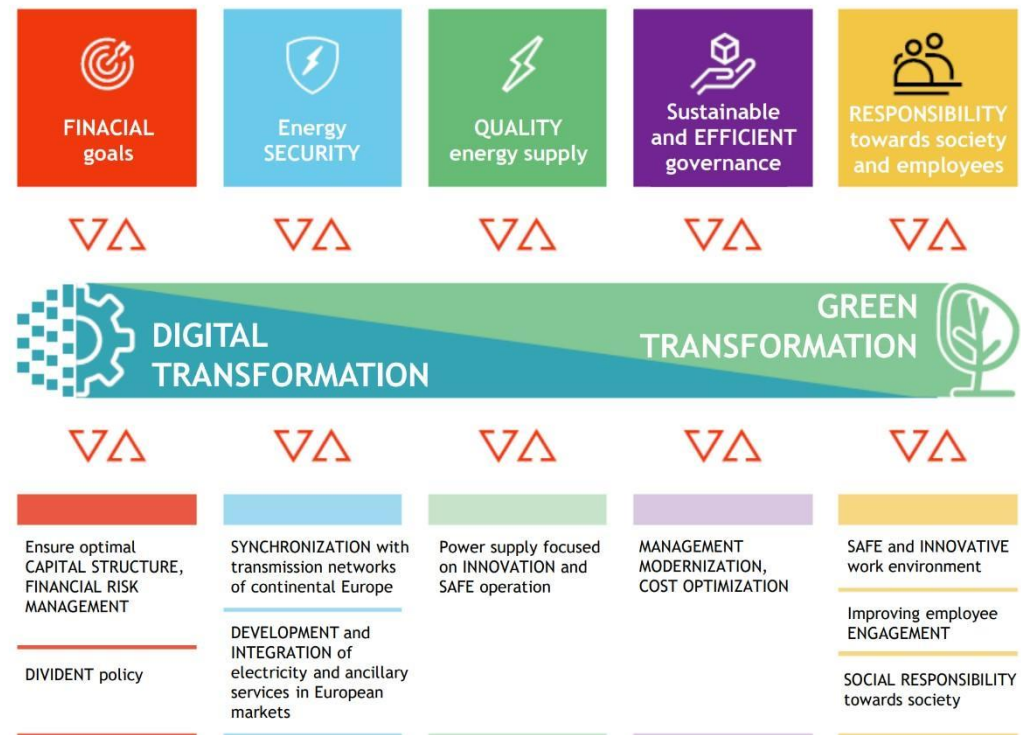 FINACIAL
goals
Energy
SECURITY
QUALITY
energy supply
Sustainable
and EFFICIENT
governance
RESPONSIBILITY
towards society
and employees
DIGITAL
TRANSFORMATION
GREEN
TRANSFORMATION
Ensure optimal
CAPITAL STRUCTURE,
FINANCIAL RISK
MANAGEMENT
DIVIDENT policy
SYNCHRONIZATION with
transmission networks
of continental Europe
DEVELOPMENT and
INTEGRATION of
electricity and ancillary
services in European
markets
Power supply focused
on INNOVATION and
SAFE operation
MANAGEMENT
MODERNIZATION,
COST OPTIMIZATION
SAFE and INNOVATIVE
work environment
Improving employee
ENGAGEMENT
SOCIAL RESPONSIBILITY
towards society